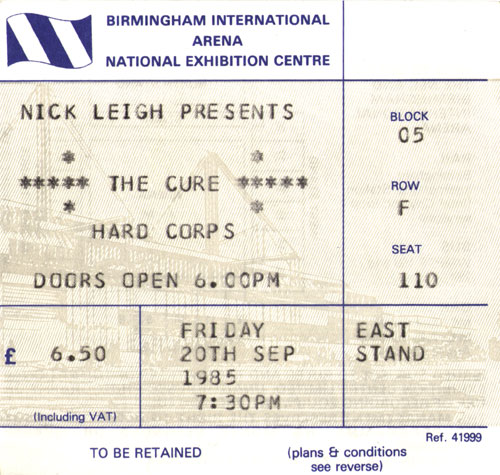 BIRMINGHAM INTERNATIONAL
ARENA
NATIONAL EXHIBITION CENTRE
NICK LEIGH PRESENTS
* *
***** THE CURE *****
* *
HARD CORPS
DOORS OPEN 6.00PM
BLOCK
05
ROW
F
SEAT
110
£ 6.50
(Including VAT)
FRIDAY
20TH SEP
1985
7:30PM
EAST
STAND
Ref. 41999
TO BE RETAINED
(plans & conditions
see reverse)